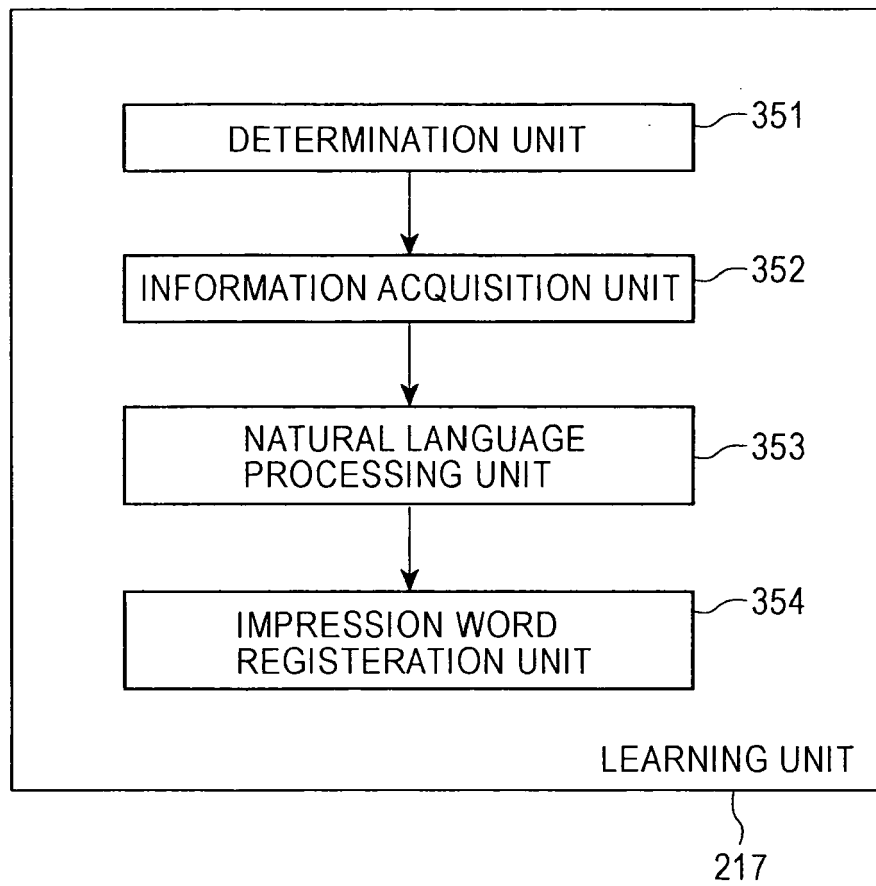 DETERMINATION UNIT
351
INFORMATION ACQUISITION UNIT
352
NATURAL LANGUAGE
PROCESSING UNIT
353
IMPRESSION WORD
REGISTERATION UNIT
354
LEARNING UNIT
217